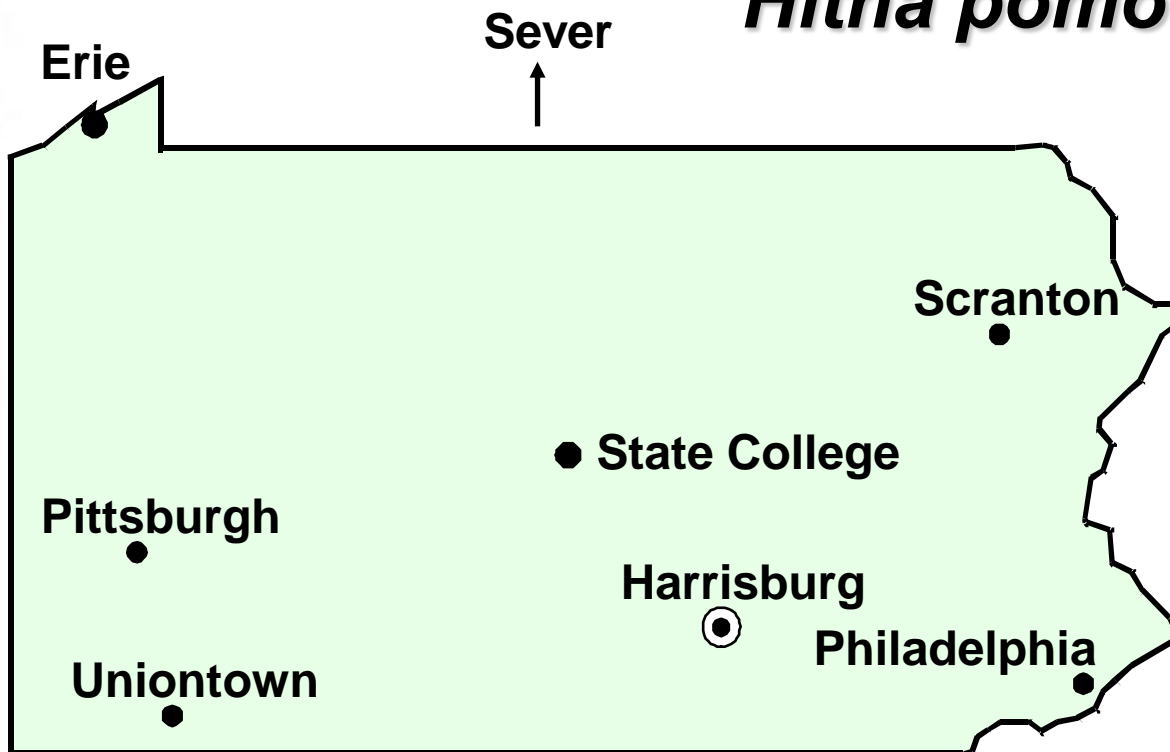 Hitna pomo
Sever
Erie
Scranton
State College
Pittsburgh
Harrisburg
Philadelphia
Uniontown